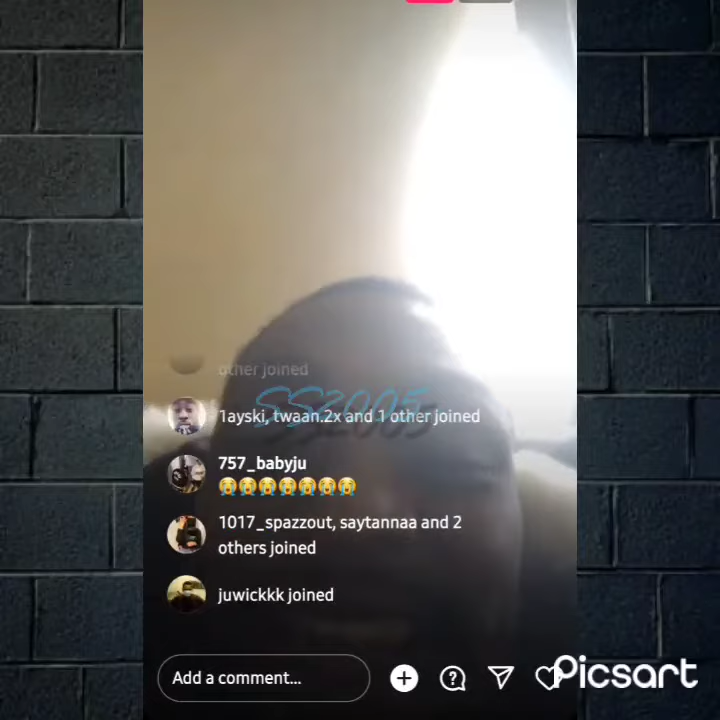 other joined
SS2005
1ayski, twaan.2x and 1 other joined
757_babyju
😭😭😭😭😭😭😭
1017_spazzout, saytannaa and 2
others joined
juwickkk joined
Add a comment...
Picsart